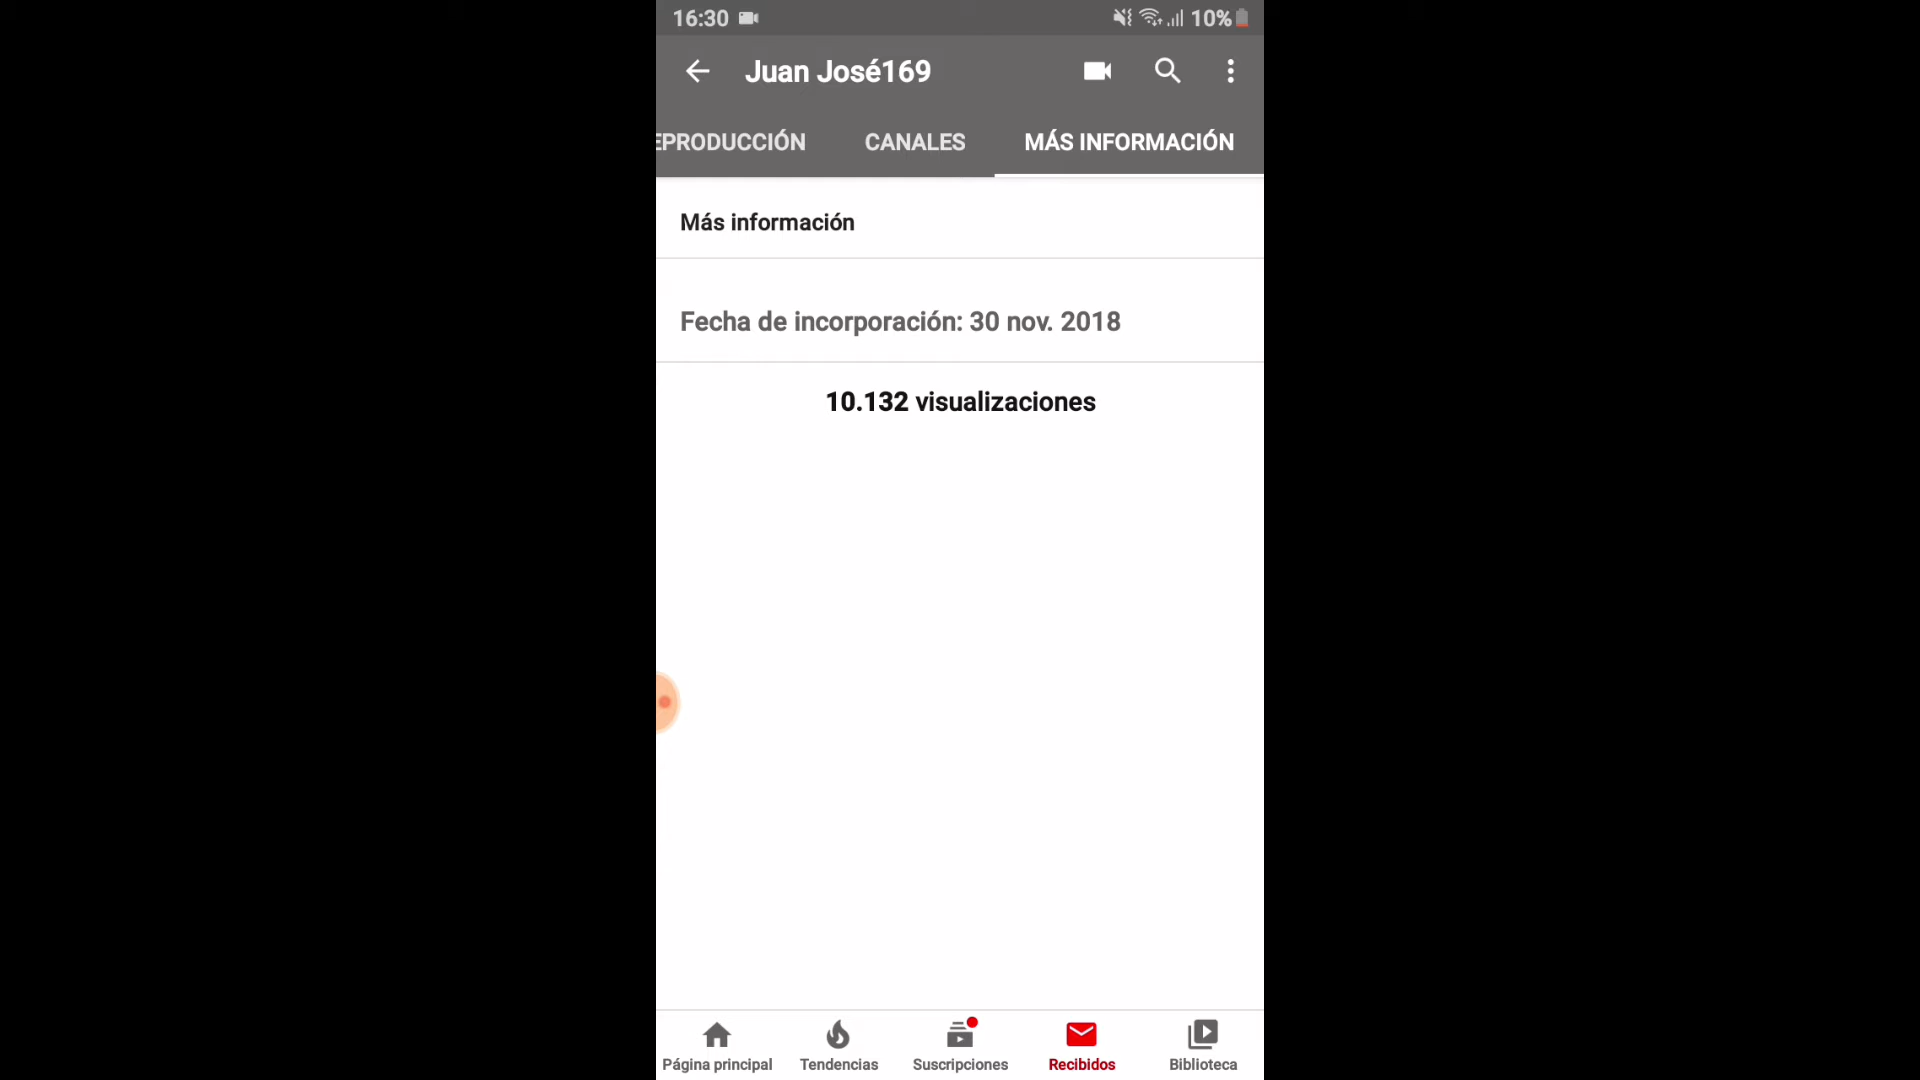 16:30 10%
Juan José169
EPRODUCCIÓN CANALES MÁS INFORMACIÓN
Más información
Fecha de incorporación: 30 nov. 2018
10.132 visualizaciones
Página principal Tendencias Suscripciones Recibidos Biblioteca